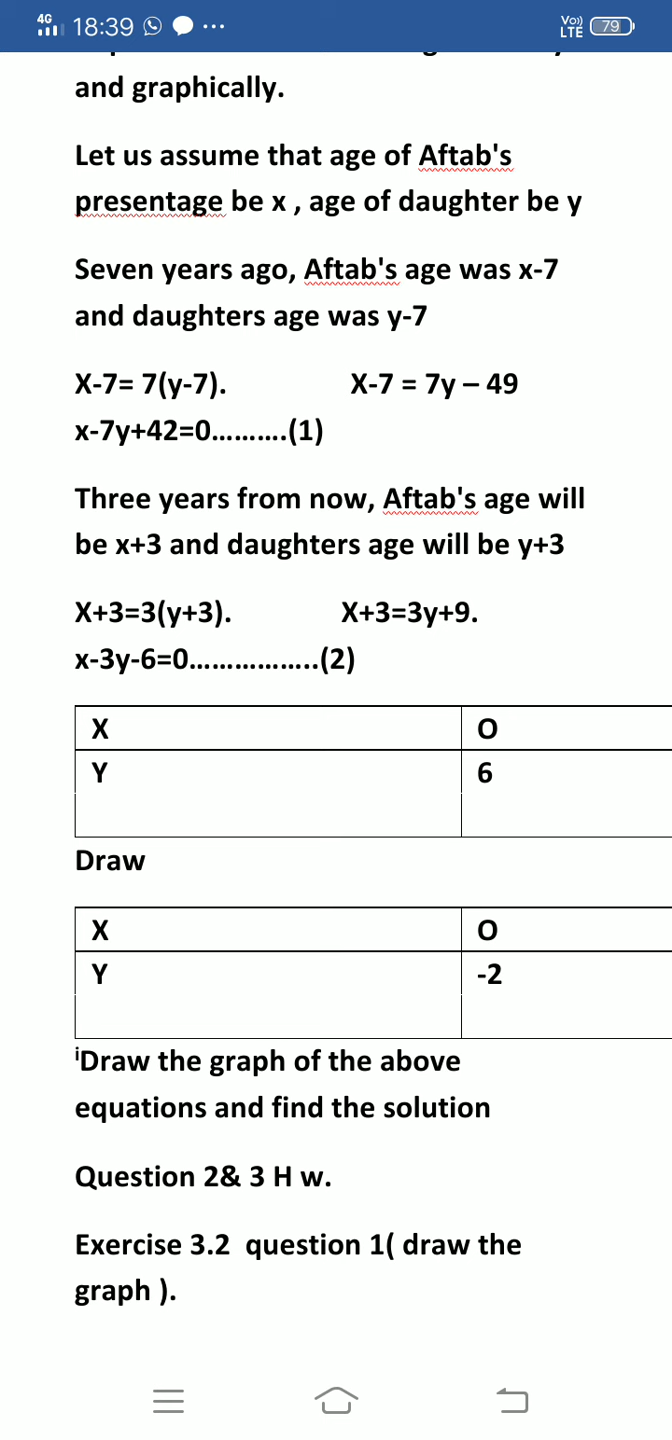 4G 18:39 ... Vo)) LTE 79
and graphically.
Let us assume that age of Aftab's
presentage be x , age of daughter be y
Seven years ago, Aftab's age was x-7
and daughters age was y-7
X-7= 7(y-7). X-7 = 7y – 49
x-7y+42=0..........(1)
Three years from now, Aftab's age will
be x+3 and daughters age will be y+3
X+3=3(y+3). X+3=3y+9.
x-3y-6=0..................(2)
X O
Y 6
Draw
X O
Y -2
iDraw the graph of the above
equations and find the solution
Question 2& 3 H w.
Exercise 3.2 question 1( draw the
graph ).